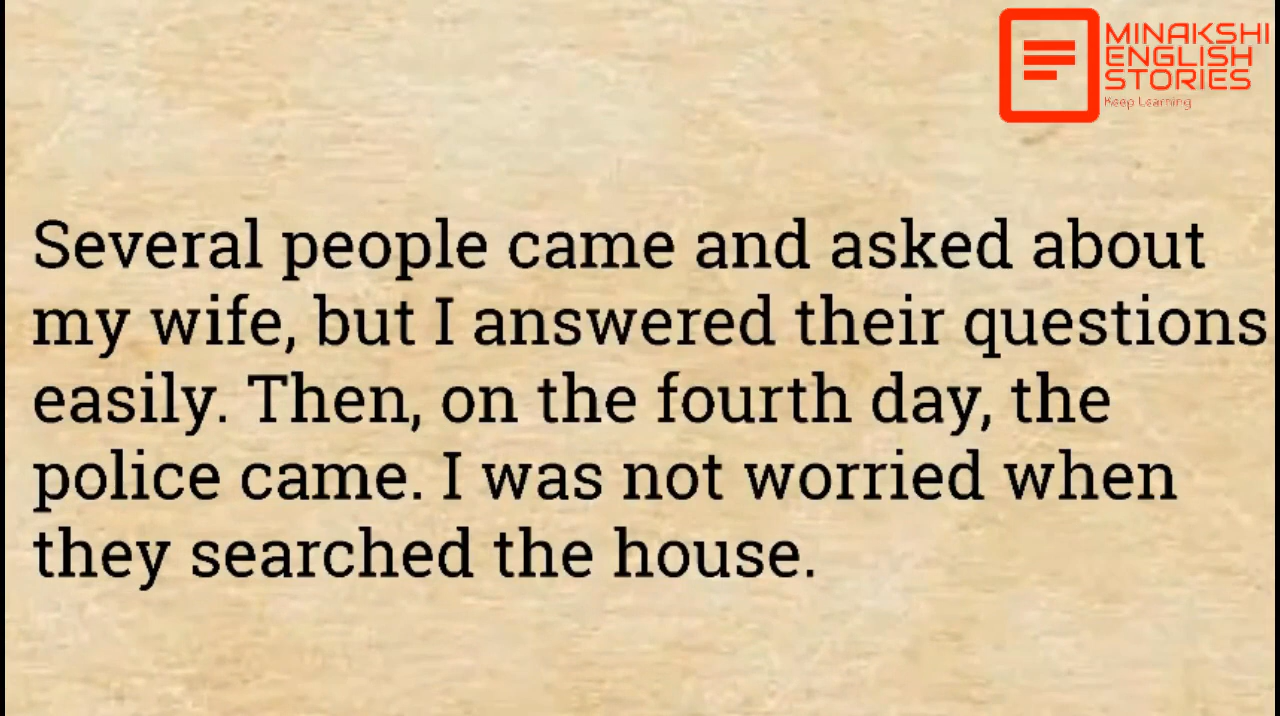 MINAKSHI
ENGLISH
STORIES
Keep Learning
Several people came and asked about
my wife, but I answered their questions
easily. Then, on the fourth day, the
police came. I was not worried when
they searched the house.